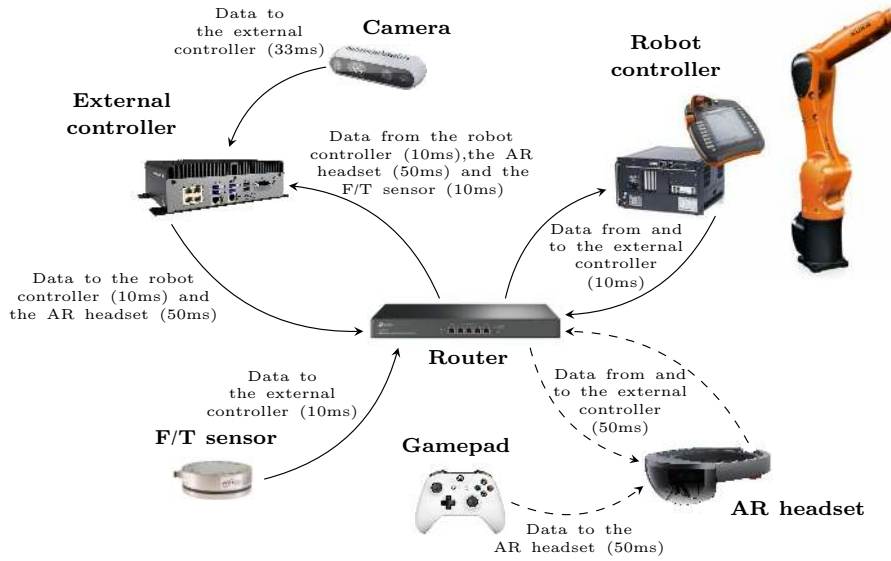 Data to
the external
controller (33ms)
Camera
Robot
controller
KUKA
External
controller
Data from the robot
controller (10ms),the AR
headset (50ms) and the
F/T sensor (10ms)
Data from and
to the external
controller
(10ms)
Data to the robot
controller (10ms) and
the AR headset (50ms)
Router
Data to
the external
controller (10ms)
Data from and
to the external
controller
(50ms)
F/T sensor
Gamepad
AR headset
Data to the
AR headset (50ms)